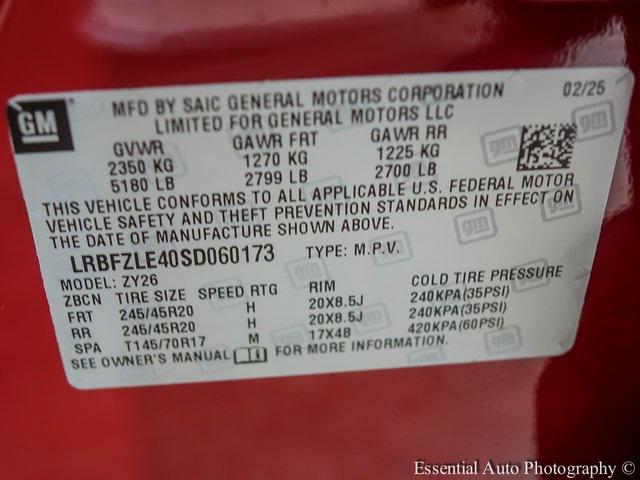 GM
MFD BY SAIC GENERAL MOTORS CORPORATION 02/25
LIMITED FOR GENERAL MOTORS LLC
GVWR GAWR FRT GAWR RR
2350 KG 1270 KG 1225 KG
5180 LB 2799 LB 2700 LB
THIS VEHICLE CONFORMS TO ALL APPLICABLE U.S. FEDERAL MOTOR
VEHICLE SAFETY AND THEFT PREVENTION STANDARDS IN EFFECT ON
THE DATE OF MANUFACTURE SHOWN ABOVE.
LRBFZLE40SD060173 TYPE: M.P.V.
MODEL: ZY26
ZBCN TIRE SIZE SPEED RTG RIM COLD TIRE PRESSURE
FRT 245/45R20 H 20X8.5J 240KPA(35PSI)
RR 245/45R20 H 20X8.5J 240KPA(35PSI)
SPA T145/70R17 M 17X4B 420KPA(60PSI)
SEE OWNER'S MANUAL FOR MORE INFORMATION.
Essential Auto Photography ©